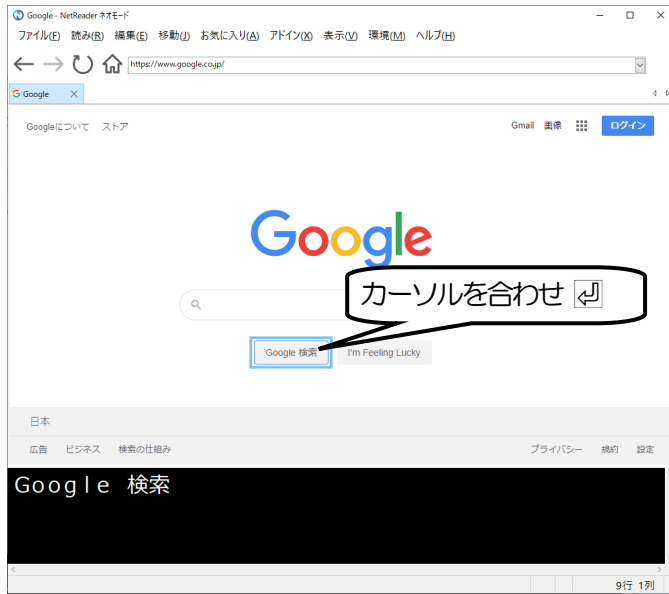 Google - NetReader ネオモード
ファイル(F) 読み(R) 編集(E) 移動(J) お気に入り(A) アドイン(X) 表示(V) 環境(M) ヘルプ(H)
https://www.google.co.jp/
Google
Googleについて ストア Gmail 画像 ログイン
Google
カーソルを合わせ
Google 検索 I'm Feeling Lucky
日本
広告 ビジネス 検索の仕組み プライバシー 規約 設定
Ｇｏｏｇｌｅ 検索
9行 1列